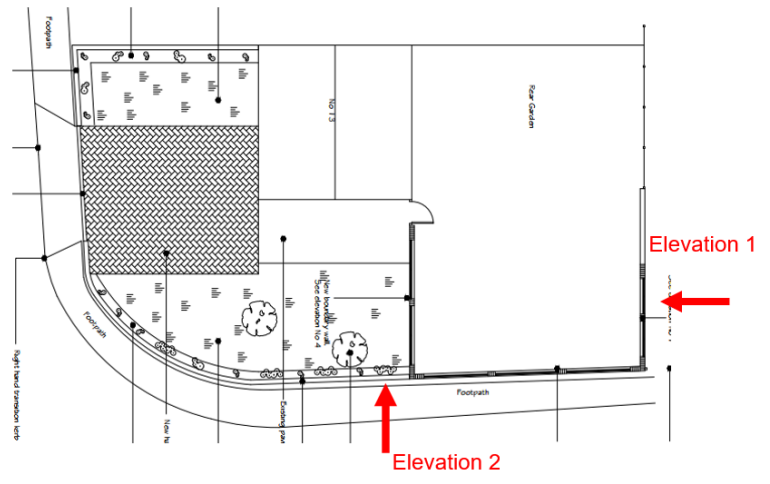 Footpath
No 13
Rear Garden
Elevation 1
New boundary wall,
See elevation No 4
Footpath
Footpath
Right hand transition kerb
Elevation 2